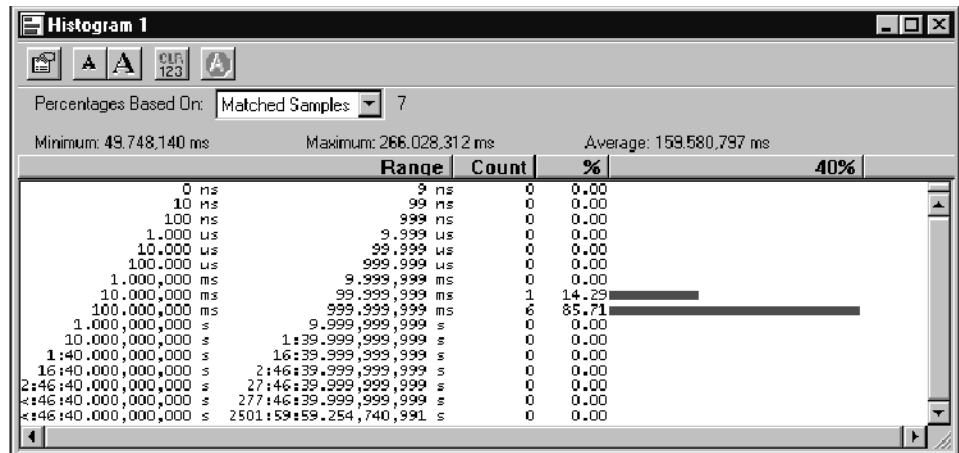 Histogram 1
A A CLR 123 A
Percentages Based On: Matched Samples 7
Minimum: 49.748,140 ms Maximum: 266.028,312 ms Average: 159.580,797 ms
Range Count % 40%
0 ns 9 ns 0 0.00
10 ns 99 ns 0 0.00
100 ns 999 ns 0 0.00
1.000 us 9.999 us 0 0.00
10.000 us 99.999 us 0 0.00
100.000 us 999.999 us 0 0.00
1.000,000 ms 9.999,999 ms 0 0.00
10.000,000 ms 99.999,999 ms 1 14.29
100.000,000 ms 999.999,999 ms 6 85.71
1.000,000,000 s 9.999,999,999 s 0 0.00
10.000,000,000 s 1:39.999,999,999 s 0 0.00
1:40.000,000,000 s 16:39.999,999,999 s 0 0.00
16:40.000,000,000 s 2:46:39.999,999,999 s 0 0.00
2:46:40.000,000,000 s 27:46:39.999,999,999 s 0 0.00
<:46:40.000,000,000 s 277:46:39.999,999,999 s 0 0.00
<:46:40.000,000,000 s 2501:59:59.254,740,991 s 0 0.00